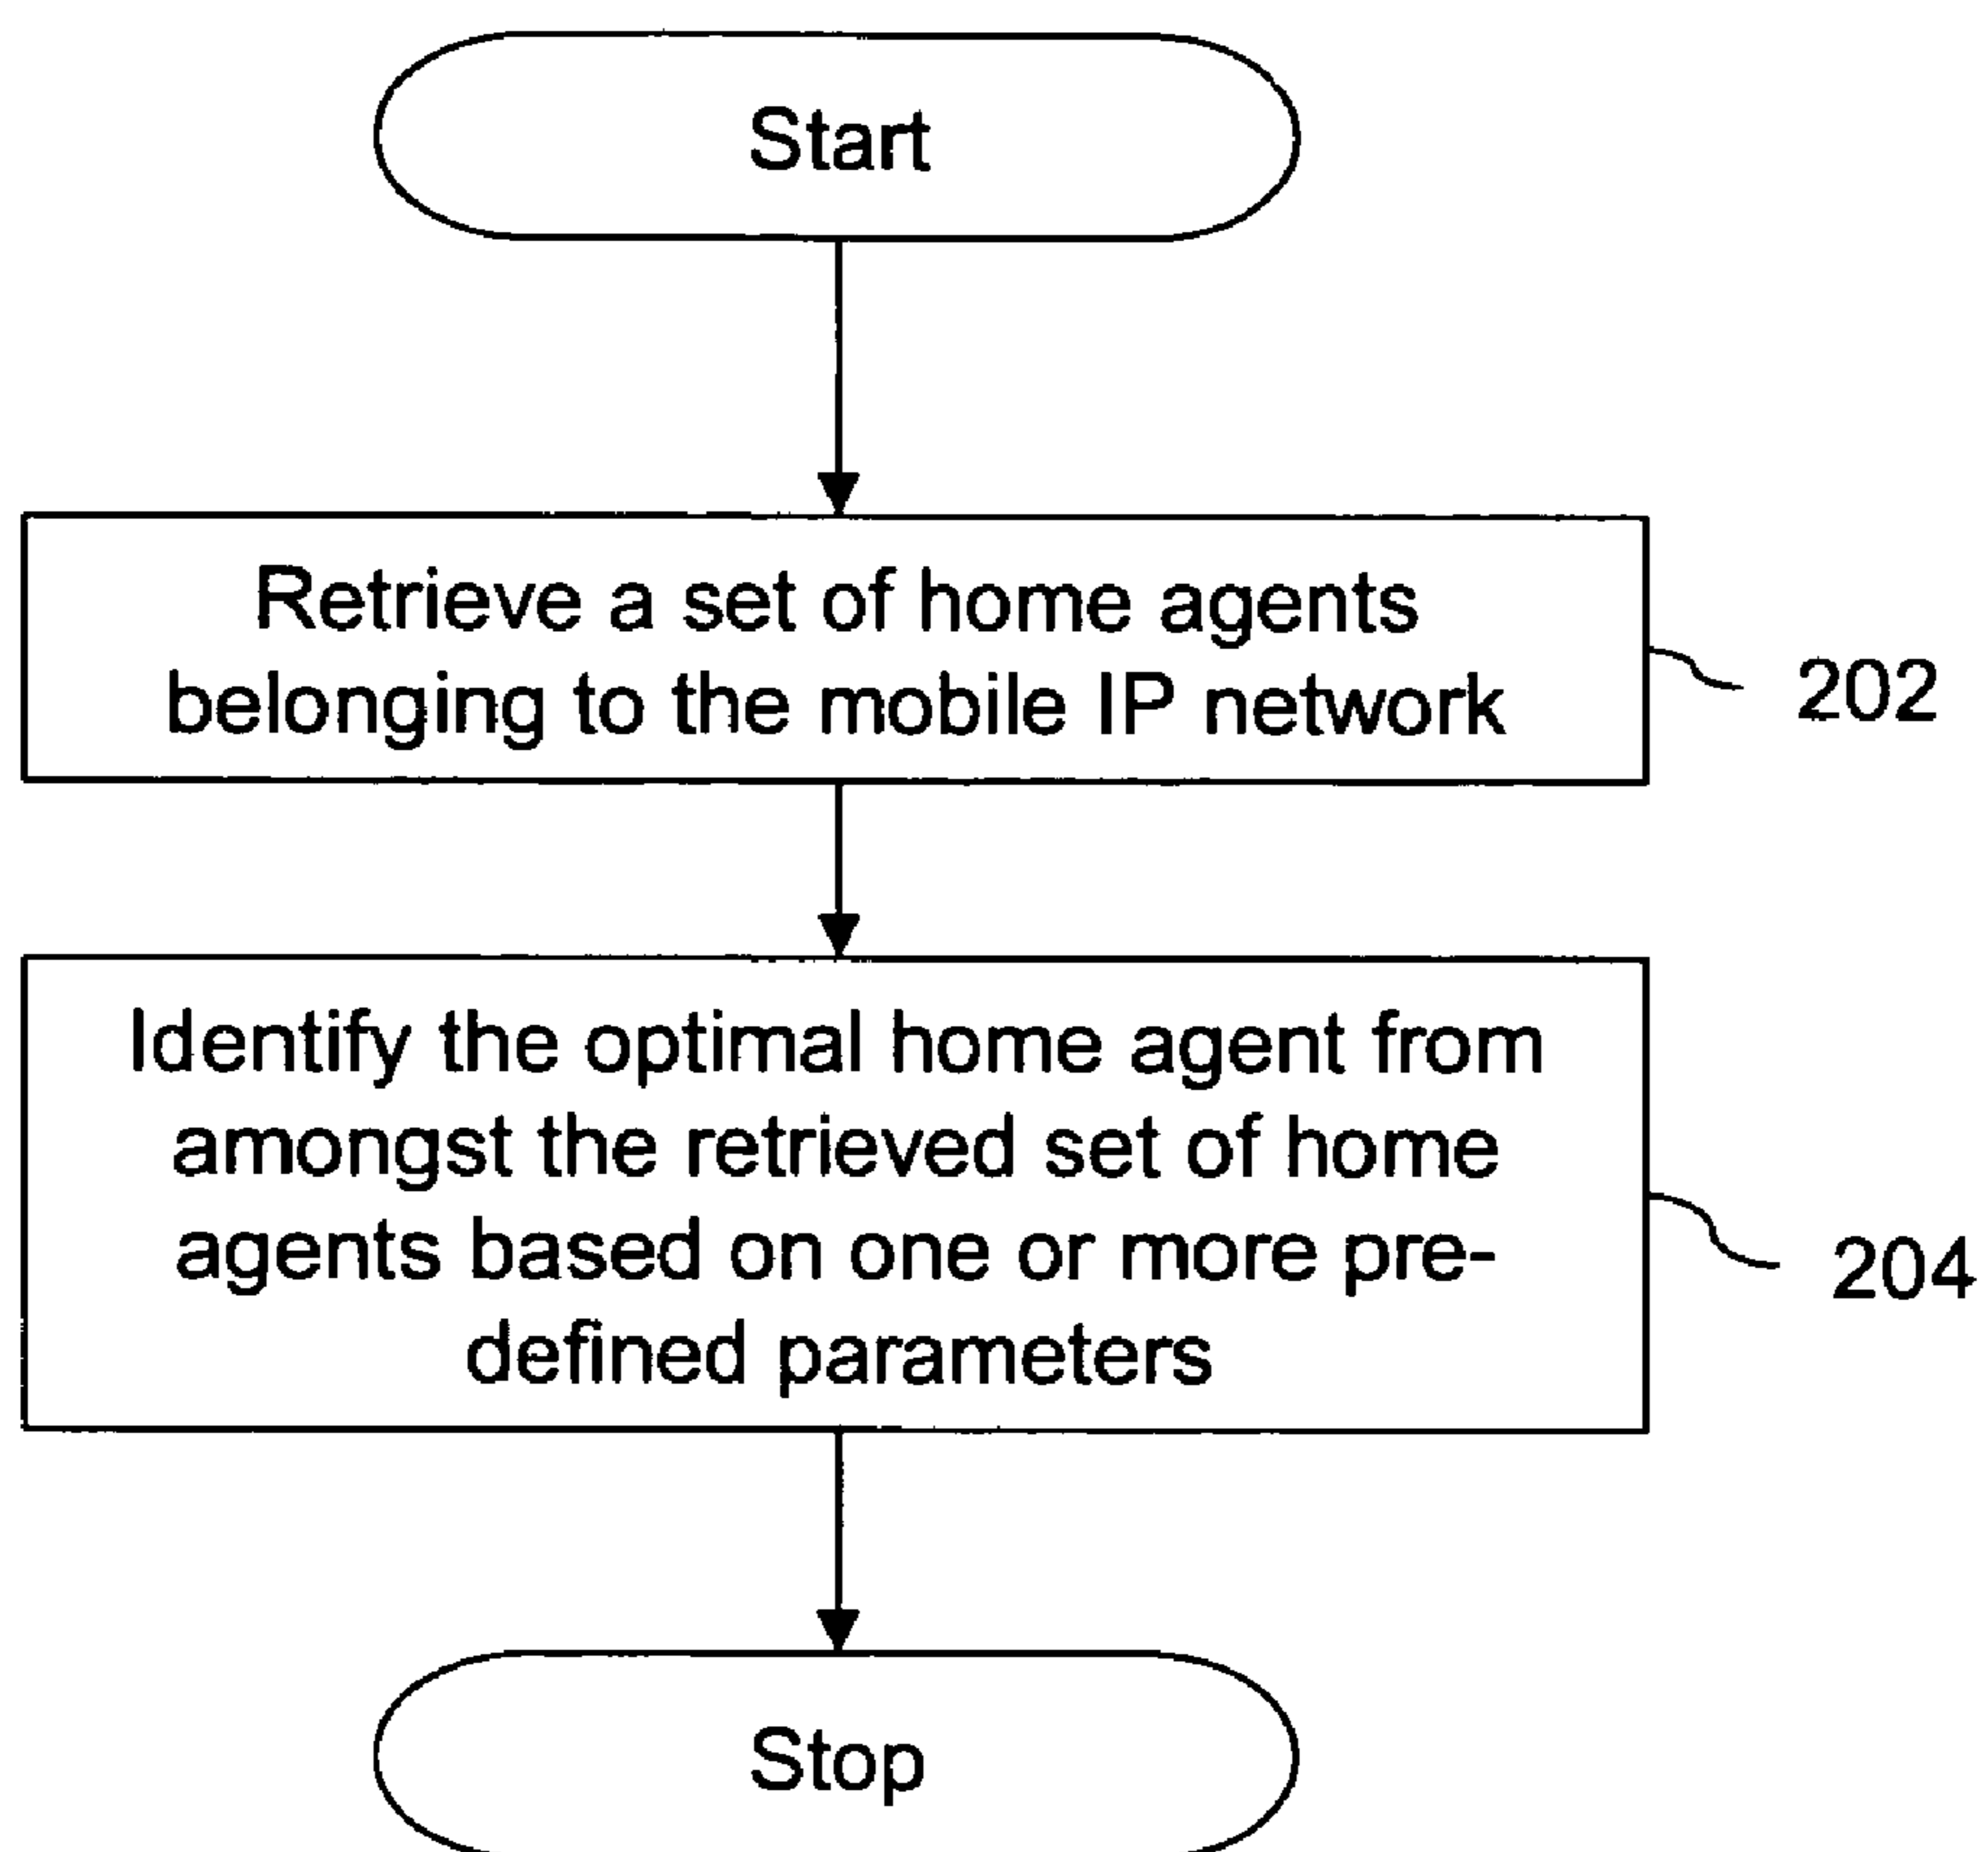 Start
Retrieve a set of home agents
belonging to the mobile IP network
202
Identify the optimal home agent from
amongst the retrieved set of home
agents based on one or more pre-
defined parameters
204
Stop